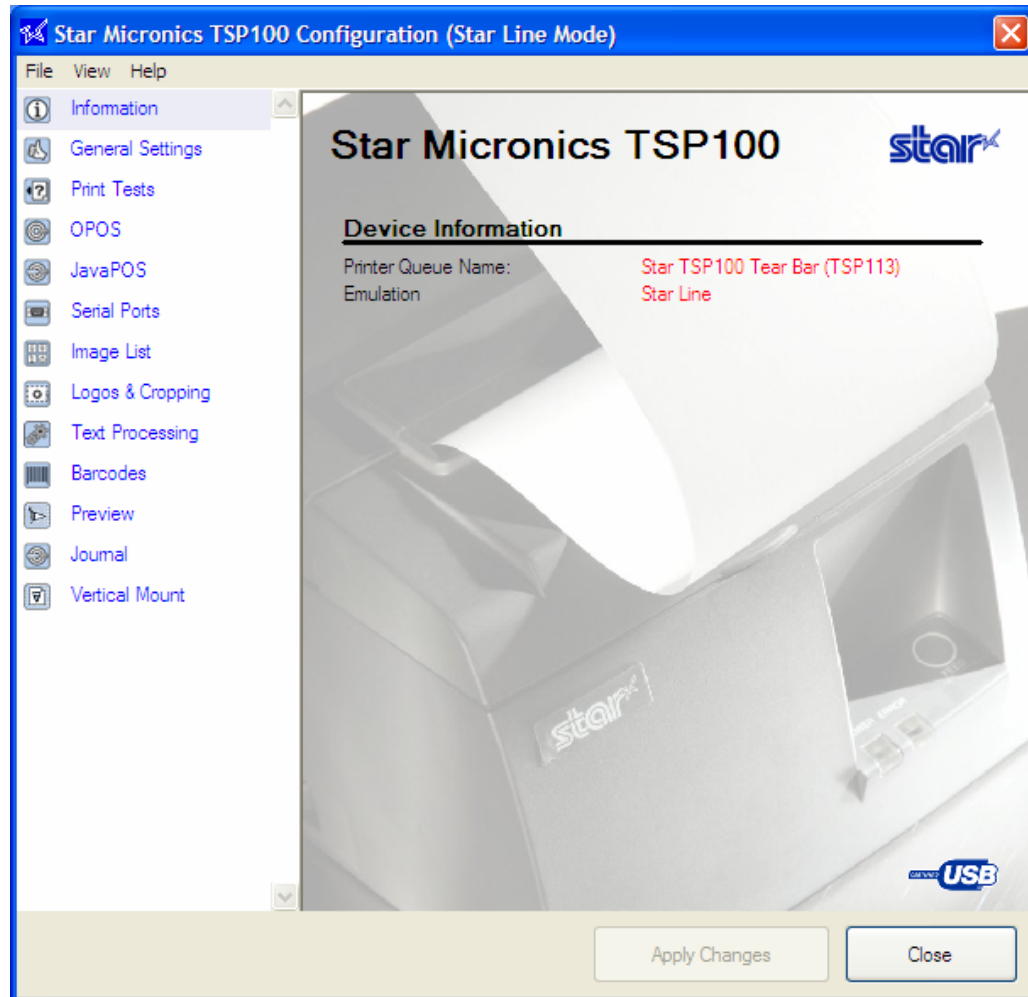 Star Micronics TSP100 Configuration (Star Line Mode)
File View Help
Information
General Settings
Print Tests
OPOS
JavaPOS
Serial Ports
Image List
Logos & Cropping
Text Processing
Barcodes
Preview
Journal
Vertical Mount
Star Micronics TSP100
star
Device Information
Printer Queue Name: Star TSP100 Tear Bar (TSP113)
Emulation Star Line
star
ERROR
USB
Apply Changes Close